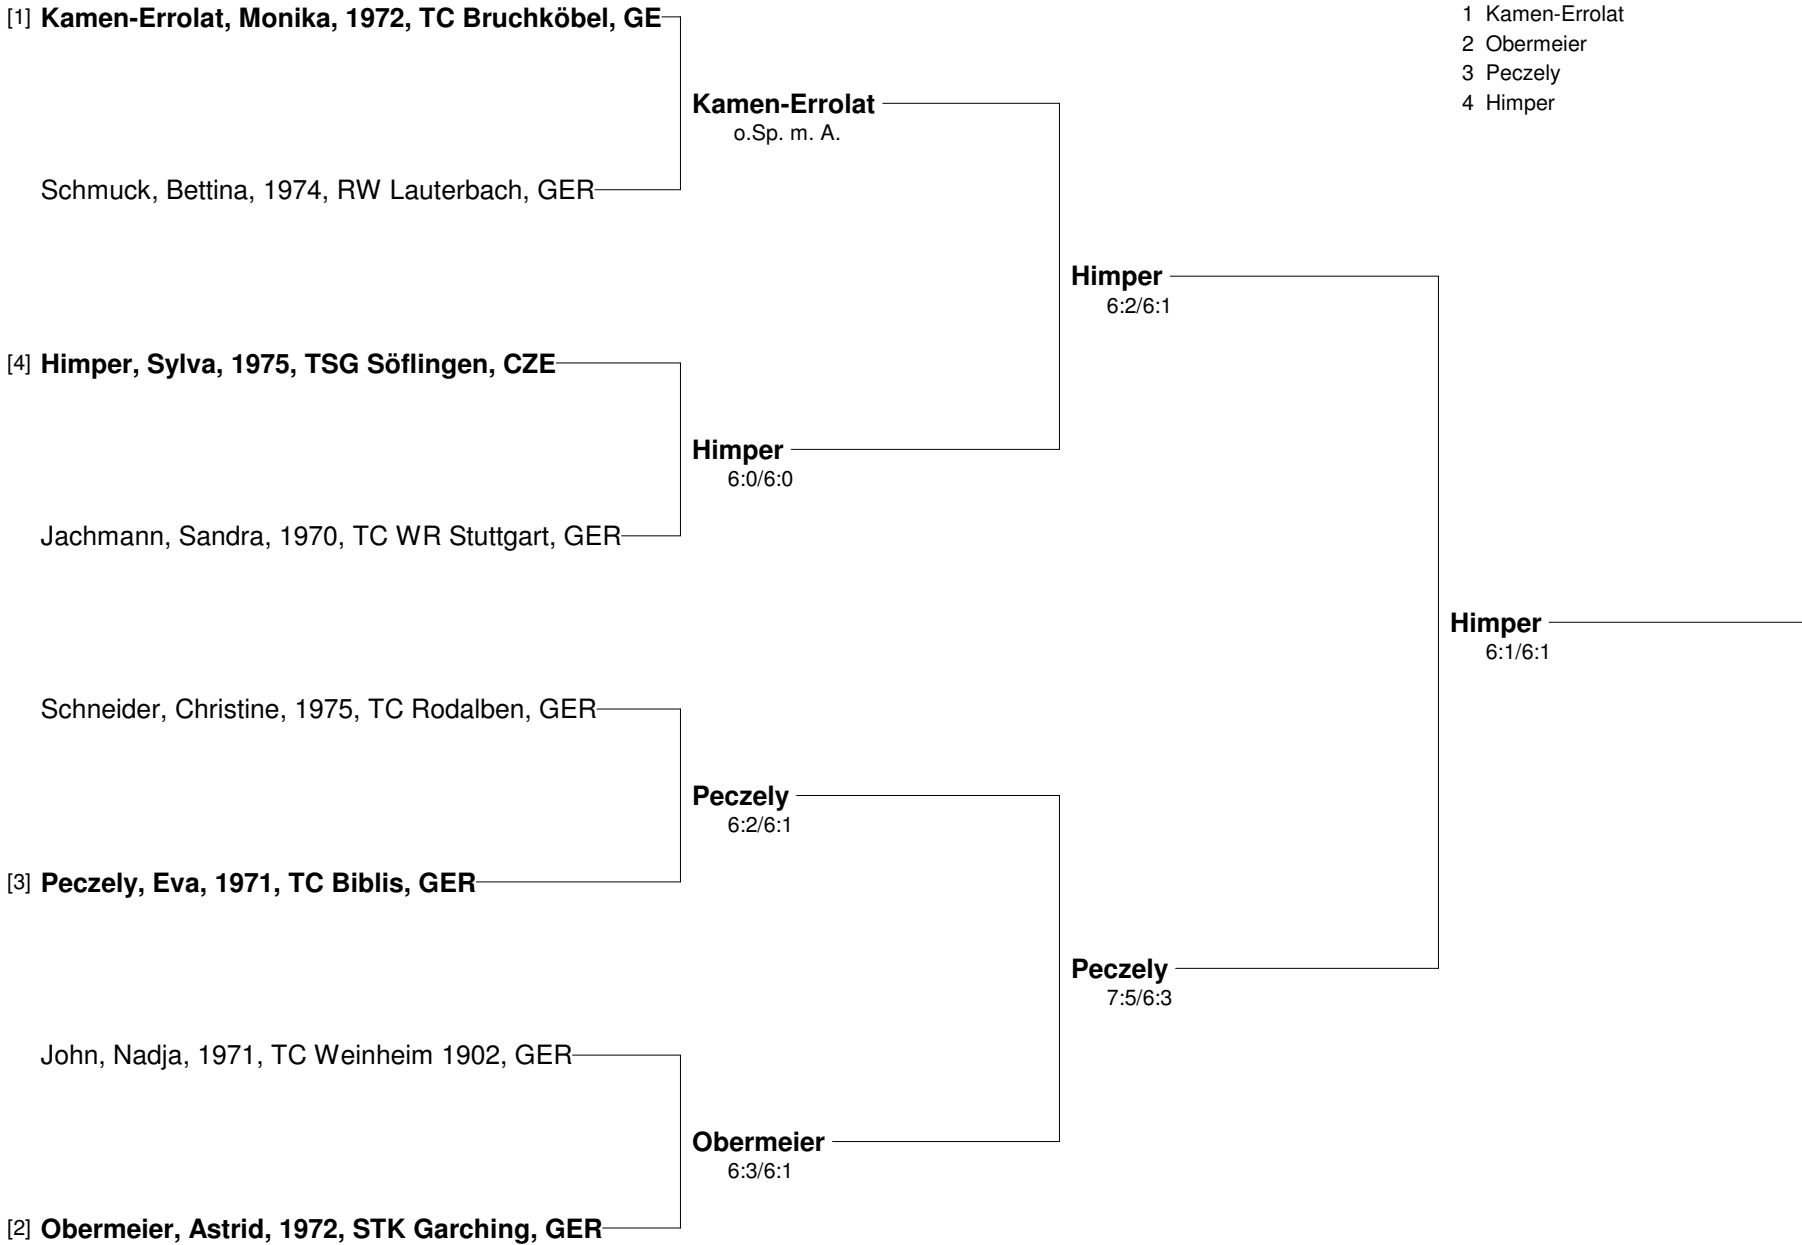 [1] Kamen-Errolat, Monika, 1972, TC Bruchköbel, GE
1 Kamen-Errolat
2 Obermeier
3 Peczely
4 Himper
Kamen-Errolat
o.Sp. m. A.
Schmuck, Bettina, 1974, RW Lauterbach, GER
Himper
6:2/6:1
[4] Himper, Sylva, 1975, TSG Söflingen, CZE
Himper
6:0/6:0
Jachmann, Sandra, 1970, TC WR Stuttgart, GER
Himper
6:1/6:1
Schneider, Christine, 1975, TC Rodalben, GER
Peczely
6:2/6:1
[3] Peczely, Eva, 1971, TC Biblis, GER
Peczely
7:5/6:3
John, Nadja, 1971, TC Weinheim 1902, GER
Obermeier
6:3/6:1
[2] Obermeier, Astrid, 1972, STK Garching, GER